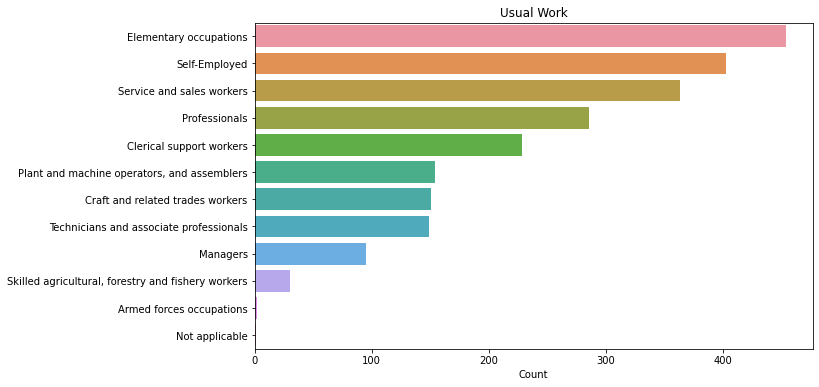 Usual Work
Elementary occupations
Self-Employed
Service and sales workers
Professionals
Clerical support workers
Plant and machine operators, and assemblers
Craft and related trades workers
Technicians and associate professionals
Managers
Skilled agricultural, forestry and fishery workers
Armed forces occupations
Not applicable
0 100 200 300 400
Count